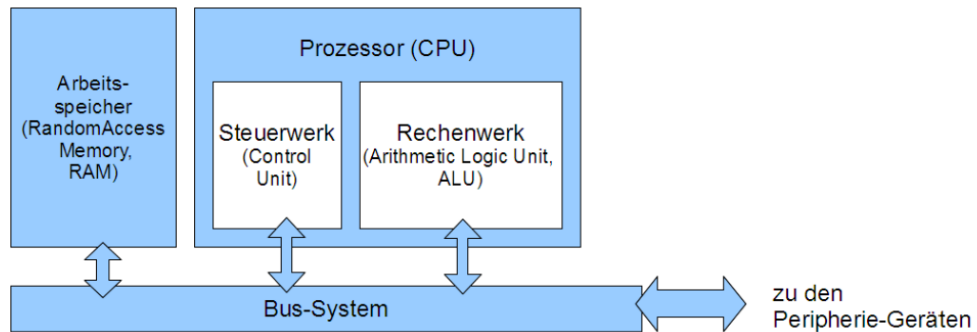 Arbeits-
speicher
(RandomAccess
Memory,
RAM)
Prozessor (CPU)
Steuerwerk
(Control
Unit)
Rechenwerk
(Arithmetic Logic Unit,
ALU)
Bus-System
zu den
Peripherie-Geräten